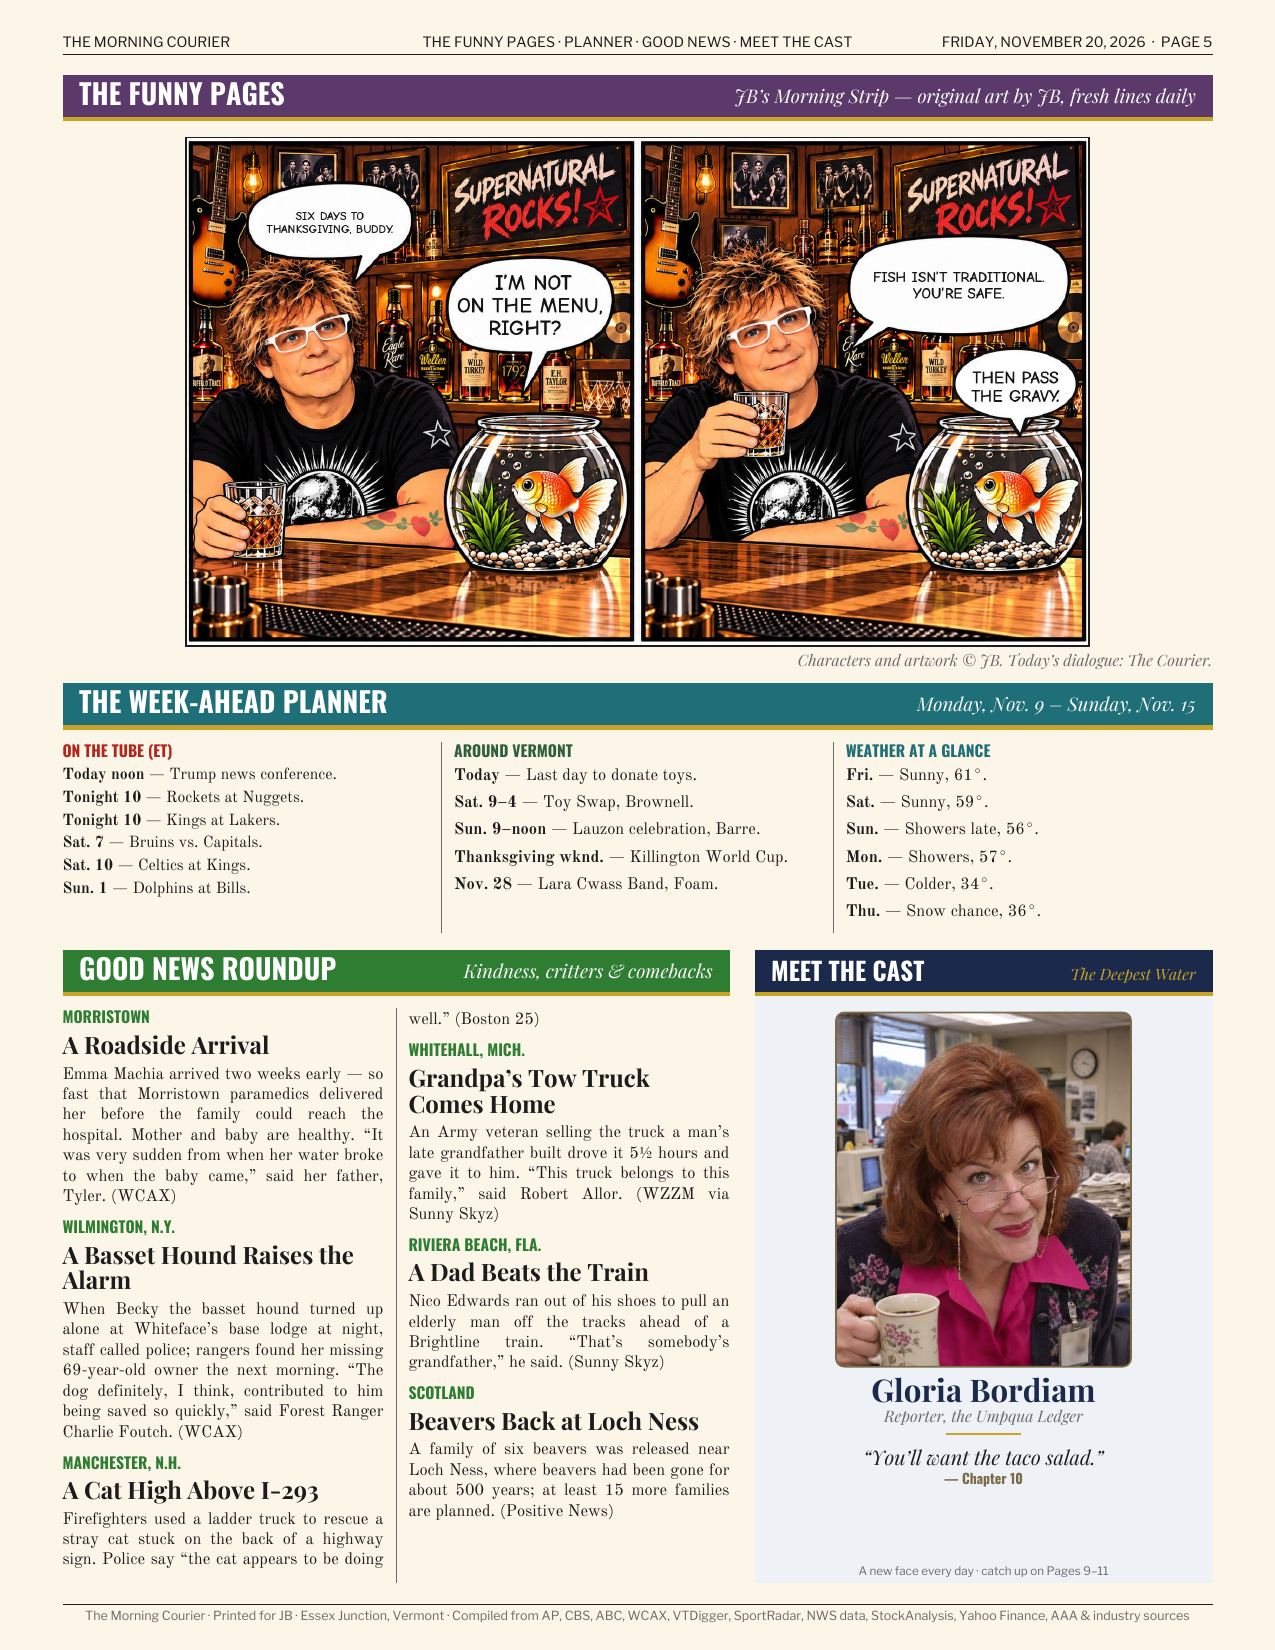 THE MORNING COURIER
THE FUNNY PAGES · PLANNER · GOOD NEWS · MEET THE CAST
FRIDAY, NOVEMBER 20, 2026 · PAGE 5
THE FUNNY PAGES
JB's Morning Strip — original art by JB, fresh lines daily
SUPERNATURAL
ROCKS!
SIX DAYS TO
THANKSGIVING, BUDDY.
I'M NOT
ON THE MENU,
RIGHT?
BUFFALO TRACE
Eagle
Rare
Weller
WILD
TURKEY
1792
E.H.
TAYLOR
SUPERNATURAL
ROCKS!
FISH ISN'T TRADITIONAL.
YOU'RE SAFE.
THEN PASS
THE GRAVY.
BUFFALO TRACE
Rare
Weller
WILD
TURKEY
Characters and artwork © JB. Today's dialogue: The Courier.
THE WEEK-AHEAD PLANNER
Monday, Nov. 9 – Sunday, Nov. 15
ON THE TUBE (ET)
Today noon — Trump news conference.
Tonight 10 — Rockets at Nuggets.
Tonight 10 — Kings at Lakers.
Sat. 7 — Bruins vs. Capitals.
Sat. 10 — Celtics at Kings.
Sun. 1 — Dolphins at Bills.
AROUND VERMONT
Today — Last day to donate toys.
Sat. 9–4 — Toy Swap, Brownell.
Sun. 9–noon — Lauzon celebration, Barre.
Thanksgiving wknd. — Killington World Cup.
Nov. 28 — Lara Cwass Band, Foam.
WEATHER AT A GLANCE
Fri. — Sunny, 61°.
Sat. — Sunny, 59°.
Sun. — Showers late, 56°.
Mon. — Showers, 57°.
Tue. — Colder, 34°.
Thu. — Snow chance, 36°.
GOOD NEWS ROUNDUP
Kindness, critters & comebacks
MORRISTOWN
A Roadside Arrival
Emma Machia arrived two weeks early — so
fast that Morristown paramedics delivered
her before the family could reach the
hospital. Mother and baby are healthy. “It
was very sudden from when her water broke
to when the baby came,” said her father,
Tyler. (WCAX)
WILMINGTON, N.Y.
A Basset Hound Raises the
Alarm
When Becky the basset hound turned up
alone at Whiteface's base lodge at night,
staff called police; rangers found her missing
69-year-old owner the next morning. “The
dog definitely, I think, contributed to him
being saved so quickly,” said Forest Ranger
Charlie Foutch. (WCAX)
MANCHESTER, N.H.
A Cat High Above I-293
Firefighters used a ladder truck to rescue a
stray cat stuck on the back of a highway
sign. Police say “the cat appears to be doing
well.” (Boston 25)
WHITEHALL, MICH.
Grandpa's Tow Truck
Comes Home
An Army veteran selling the truck a man's
late grandfather built drove it 5½ hours and
gave it to him. “This truck belongs to this
family,” said Robert Allor. (WZZM via
Sunny Skyz)
RIVIERA BEACH, FLA.
A Dad Beats the Train
Nico Edwards ran out of his shoes to pull an
elderly man off the tracks ahead of a
Brightline train. “That's somebody's
grandfather,” he said. (Sunny Skyz)
SCOTLAND
Beavers Back at Loch Ness
A family of six beavers was released near
Loch Ness, where beavers had been gone for
about 500 years; at least 15 more families
are planned. (Positive News)
MEET THE CAST
The Deepest Water
Gloria Bordiam
Reporter, the Umpqua Ledger
“You'll want the taco salad.”
— Chapter 10
A new face every day · catch up on Pages 9–11
The Morning Courier · Printed for JB · Essex Junction, Vermont · Compiled from AP, CBS, ABC, WCAX, VTDigger, SportRadar, NWS data, StockAnalysis, Yahoo Finance, AAA & industry sources